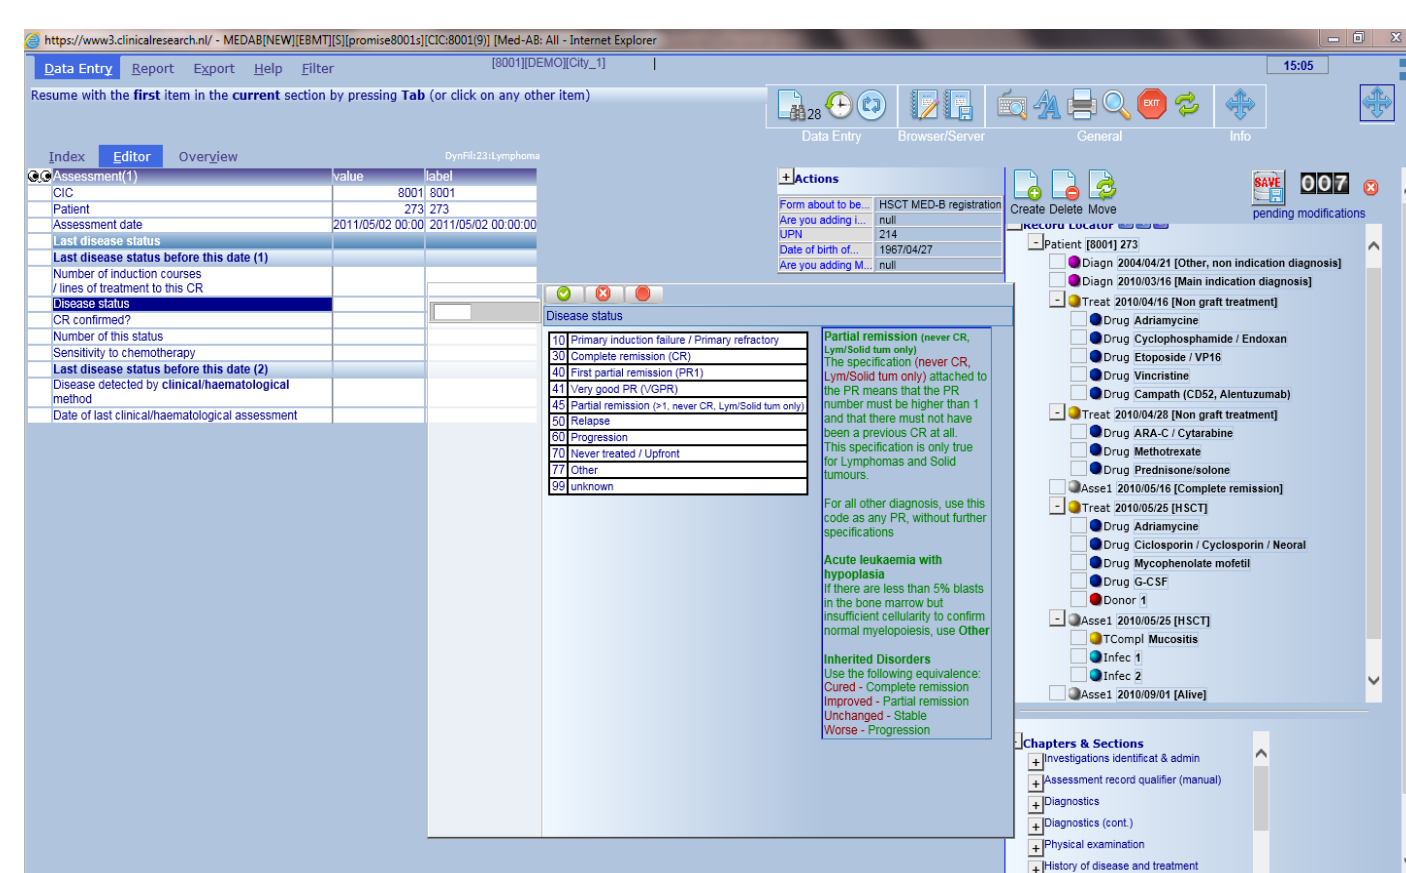 https://www3.clinicalresearch.nl/ - MEDAB[NEW][EBMT][S][promise8001s][CIC:8001(9)] [Med-AB: All - Internet Explorer
Data Entry Report Export Help Filter
[8001][DEMO][City_1]
15:05
Resume with the first item in the current section by pressing Tab (or click on any other item)
28
EXIT
Data Entry Browser/Server General Info
Index Editor Overview
DynFil:23:Lymphoma
Assessment(1) value label
CIC 8001 8001
Patient 273 273
Assessment date 2011/05/02 00:00 2011/05/02 00:00:00
Last disease status
Last disease status before this date (1)
Number of induction courses
/ lines of treatment to this CR
Disease status
CR confirmed?
Number of this status
Sensitivity to chemotherapy
Last disease status before this date (2)
Disease detected by clinical/haematological
method
Date of last clinical/haematological assessment
+ Actions
Form about to be... HSCT MED-B registration
Are you adding i... null
UPN 214
Date of birth of... 1967/04/27
Are you adding M... null
Disease status
10 Primary induction failure / Primary refractory
30 Complete remission (CR)
40 First partial remission (PR1)
41 Very good PR (VGPR)
45 Partial remission (>1, never CR, Lym/Solid tum only)
50 Relapse
60 Progression
70 Never treated / Upfront
77 Other
99 unknown
Partial remission (never CR,
Lym/Solid tum only)
The specification (never CR,
Lym/Solid tum only) attached to
the PR means that the PR
number must be higher than 1
and that there must not have
been a previous CR at all.
This specification is only true
for Lymphomas and Solid
tumours.
For all other diagnosis, use this
code as any PR, without further
specifications
Acute leukaemia with
hypoplasia
If there are less than 5% blasts
in the bone marrow but
insufficient cellularity to confirm
normal myelopoiesis, use Other
Inherited Disorders
Use the following equivalence:
Cured - Complete remission
Improved - Partial remission
Unchanged - Stable
Worse - Progression
Create Delete Move
SAVE
007
pending modifications
Record Locator
- Patient [8001] 273
Diagn 2004/04/21 [Other, non indication diagnosis]
Diagn 2010/03/16 [Main indication diagnosis]
- Treat 2010/04/16 [Non graft treatment]
Drug Adriamycine
Drug Cyclophosphamide / Endoxan
Drug Etoposide / VP16
Drug Vincristine
Drug Campath (CD52, Alentuzumab)
- Treat 2010/04/28 [Non graft treatment]
Drug ARA-C / Cytarabine
Drug Methotrexate
Drug Prednisone/solone
Asse1 2010/05/16 [Complete remission]
- Treat 2010/05/25 [HSCT]
Drug Adriamycine
Drug Ciclosporin / Cyclosporin / Neoral
Drug Mycophenolate mofetil
Drug G-CSF
Donor 1
- Asse1 2010/05/25 [HSCT]
TCompl Mucositis
Infec 1
Infec 2
Asse1 2010/09/01 [Alive]
- Chapters & Sections
+ Investigations identificat & admin
+ Assessment record qualifier (manual)
+ Diagnostics
+ Diagnostics (cont.)
+ Physical examination
+ History of disease and treatment